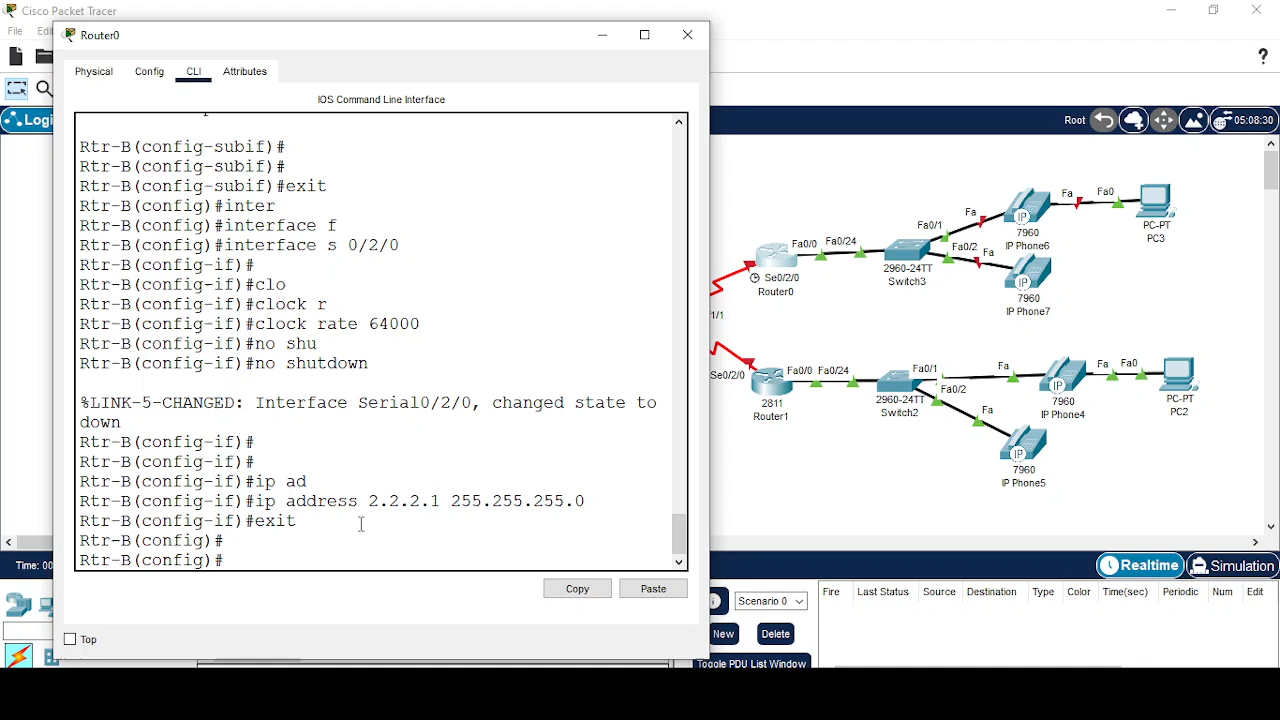 Cisco Packet Tracer
File
Router0
Physical
Config
CLI
Attributes
IOS Command Line Interface
Rtr-B(config-subif)#
Rtr-B(config-subif)#
Rtr-B(config-subif)#exit
Rtr-B(config)#inter
Rtr-B(config)#interface f
Rtr-B(config)#interface s 0/2/0
Rtr-B(config-if)#
Rtr-B(config-if)#clo
Rtr-B(config-if)#clock r
Rtr-B(config-if)#clock rate 64000
Rtr-B(config-if)#no shu
Rtr-B(config-if)#no shutdown
%LINK-5-CHANGED: Interface Serial0/2/0, changed state to
down
Rtr-B(config-if)#
Rtr-B(config-if)#
Rtr-B(config-if)#ip ad
Rtr-B(config-if)#ip address 2.2.2.1 255.255.255.0
Rtr-B(config-if)#exit
Rtr-B(config)#
Rtr-B(config)#
Copy
Paste
Top
Root
05:08:30
Fa0/0
Fa0/24
Se0/2/0
Router0
2960-24TT
Switch3
Fa0/1
Fa
Fa0/2
Fa
IP
7960
IP Phone6
Fa
Fa0
PC-PT
PC3
IP
7960
IP Phone7
1/1
Se0/2/0
Fa0/0
Fa0/24
2811
Router1
2960-24TT
Switch2
Fa0/1
Fa
Fa0/2
Fa
IP
7960
IP Phone4
Fa
Fa0
PC-PT
PC2
IP
7960
IP Phone5
Realtime
Simulation
Scenario 0
New
Delete
Toggle PDU List Window
Fire
Last Status
Source
Destination
Type
Color
Time(sec)
Periodic
Num
Edit